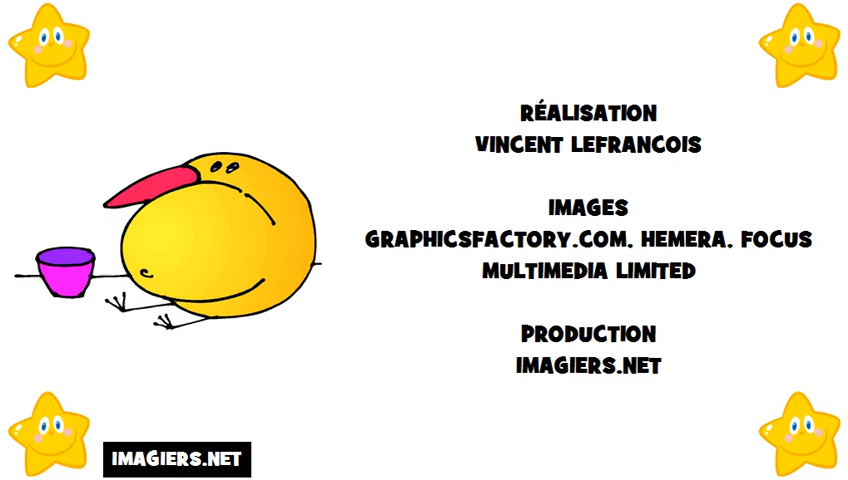 RÉALISATION
VINCENT LEFRANCOIS
IMAGES
GRAPHICSFACTORY.COM, HEMERA, FOCUS
MULTIMEDIA LIMITED
PRODUCTION
IMAGIERS.NET
IMAGIERS.NET